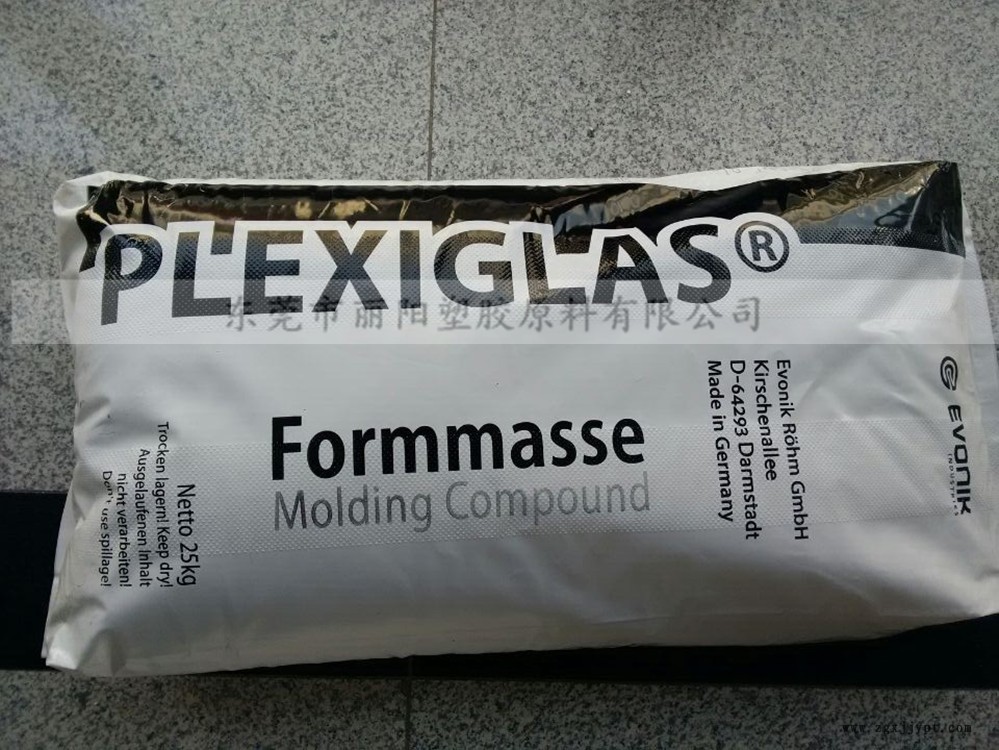 PLEXIGLAS®
东莞市丽阳塑胶原料有限公司
Formmasse
Molding Compound
Evonik Röhm GmbH
Kirschenallee
D-64293 Darmstadt
Made in Germany
EVONIK
INDUSTRIES
Netto 25kg
Trocken lagern! Keep dry!
Ausgelaufenen Inhalt
nicht verarbeiten!
Don't use spillage!